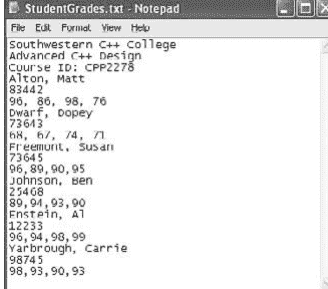 StudentGrades.txt - Notepad
File Edit Format View Help
Southwestern C++ College
Advanced C++ Design
Course ID: CPP2278
Alton, Matt
83442
96, 86, 98, 76
Dwarf, Dopey
73643
68, 67, 74, 71
Freemont, Susan
73645
96,89,90,95
Johnson, Ben
25468
89,94,93,90
Enstein, Al
12233
96,94,98,99
Yarbrough, Carrie
98745
98,93,90,93